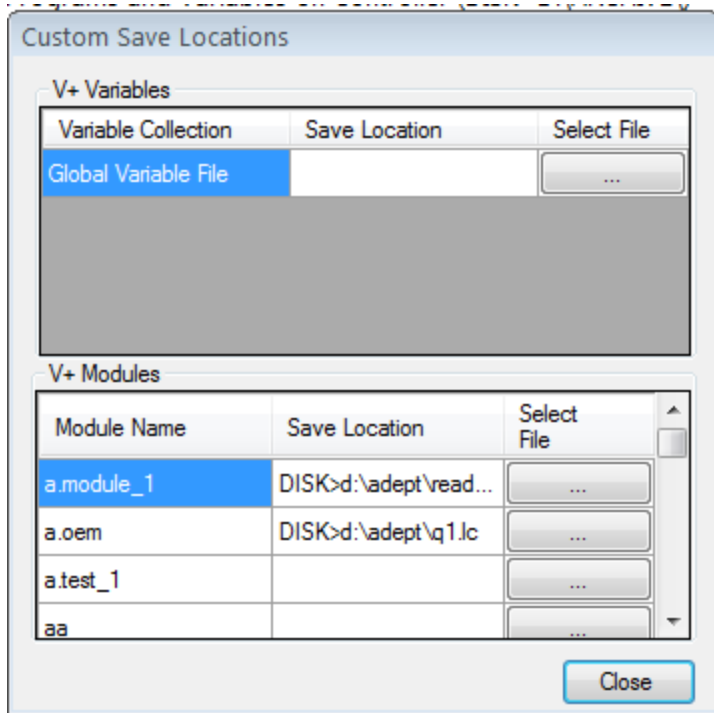 Custom Save Locations
V+ Variables
Variable Collection Save Location Select File
Global Variable File ...
V+ Modules
Module Name Save Location Select File
a.module_1 DISK>d:\adept\read... ...
a.oem DISK>d:\adept\q1.lc ...
a.test_1 ...
aa ...
Close